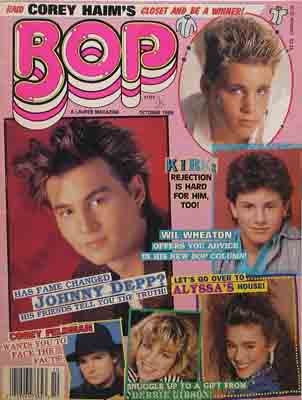 RAID COREY HAIM'S CLOSET AND BE A WINNER!
BOP
A LAUFER MAGAZINE
OCTOBER
KIRK:
REJECTION
IS HARD
FOR HIM,
TOO!
WIL WHEATON
OFFERS YOU ADVICE
IN HIS NEW BOP COLUMN!
HAS FAME CHANGED
JOHNNY DEPP?
HIS FRIENDS TELL YOU THE TRUTH!
LET'S GO OVER TO
ALYSSA'S HOUSE!
COREY FELDMAN
WANTS YOU TO
FACE THE
FACTS!
SNUGGLE UP TO A GIFT FROM
DEBBIE GIBSON!